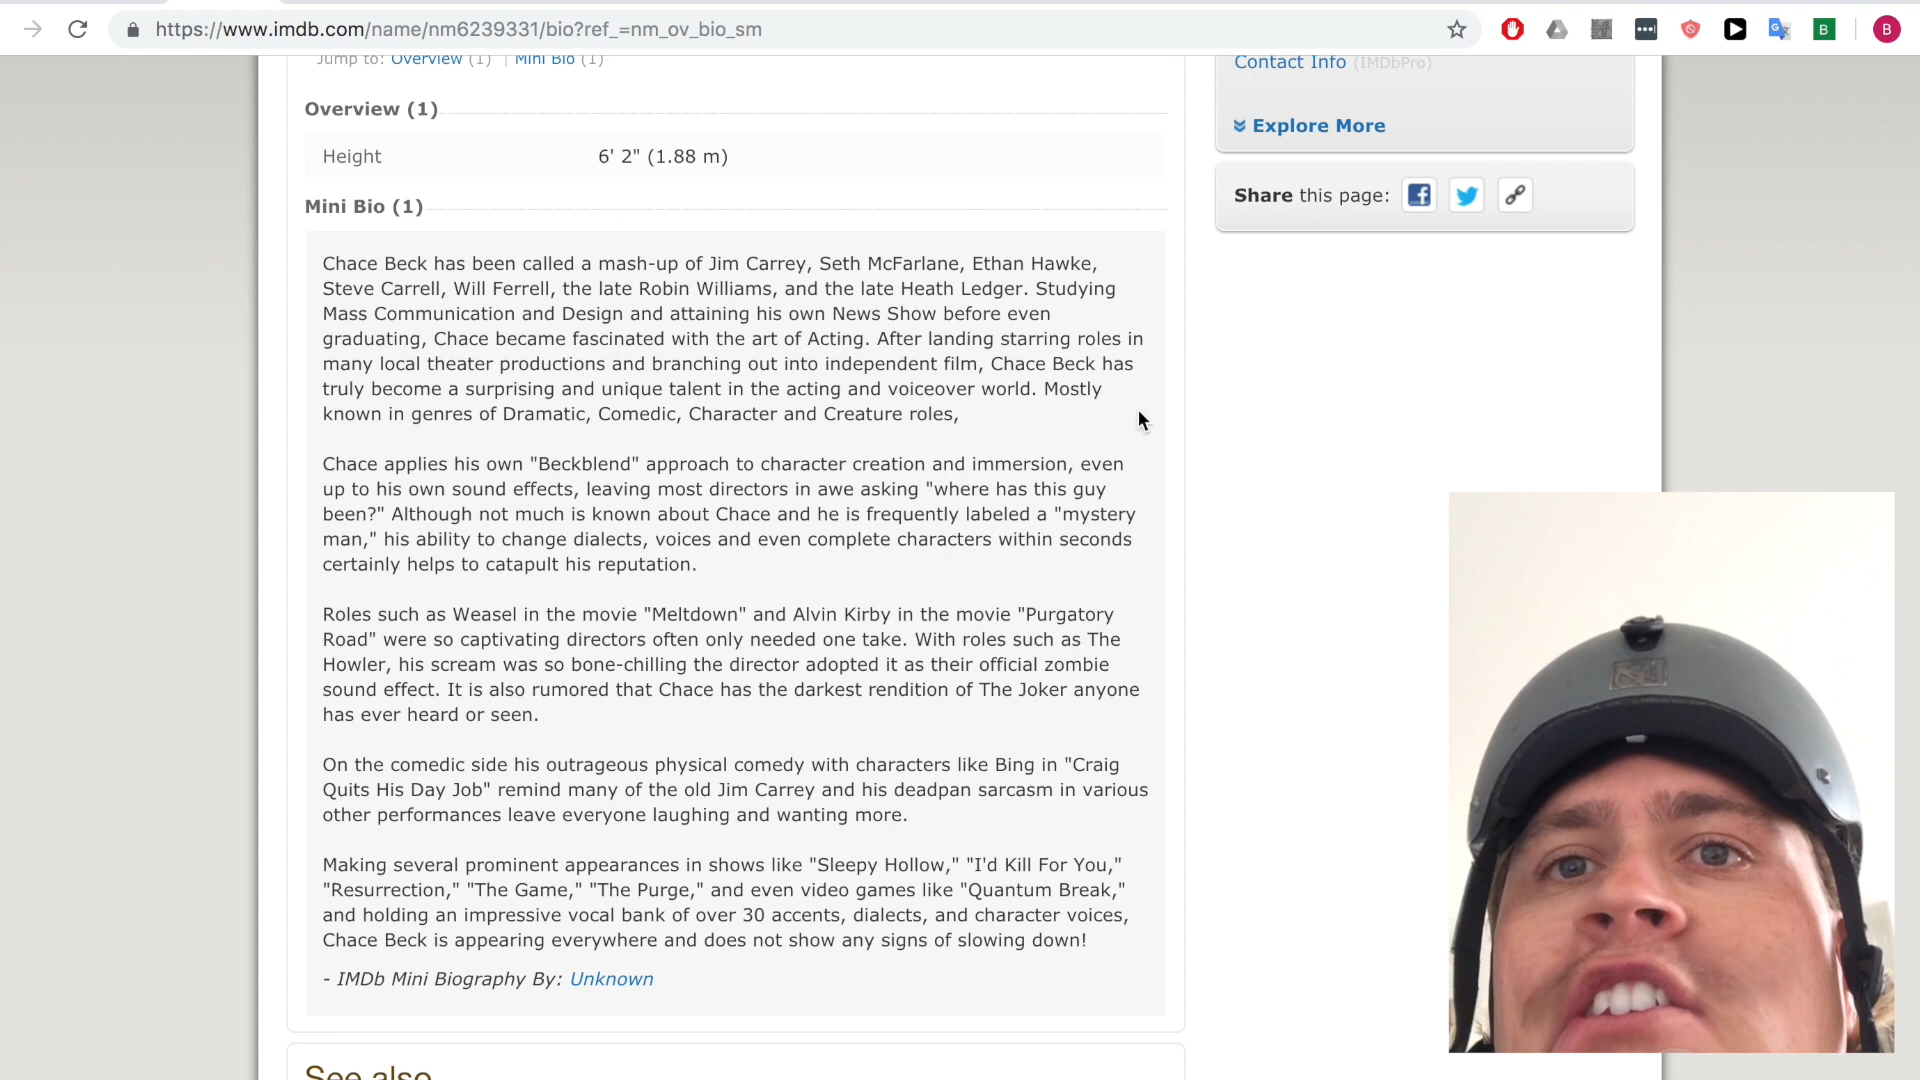 https://www.imdb.com/name/nm6239331/bio?ref_=nm_ov_bio_sm
B
B
Jump to: Overview (1) | Mini Bio (1)
Contact Info (IMDbPro)
Explore More
Share this page:
Overview (1)
Height 6' 2" (1.88 m)
Mini Bio (1)
Chace Beck has been called a mash-up of Jim Carrey, Seth McFarlane, Ethan Hawke,
Steve Carrell, Will Ferrell, the late Robin Williams, and the late Heath Ledger. Studying
Mass Communication and Design and attaining his own News Show before even
graduating, Chace became fascinated with the art of Acting. After landing starring roles in
many local theater productions and branching out into independent film, Chace Beck has
truly become a surprising and unique talent in the acting and voiceover world. Mostly
known in genres of Dramatic, Comedic, Character and Creature roles,
Chace applies his own "Beckblend" approach to character creation and immersion, even
up to his own sound effects, leaving most directors in awe asking "where has this guy
been?" Although not much is known about Chace and he is frequently labeled a "mystery
man," his ability to change dialects, voices and even complete characters within seconds
certainly helps to catapult his reputation.
Roles such as Weasel in the movie "Meltdown" and Alvin Kirby in the movie "Purgatory
Road" were so captivating directors often only needed one take. With roles such as The
Howler, his scream was so bone-chilling the director adopted it as their official zombie
sound effect. It is also rumored that Chace has the darkest rendition of The Joker anyone
has ever heard or seen.
On the comedic side his outrageous physical comedy with characters like Bing in "Craig
Quits His Day Job" remind many of the old Jim Carrey and his deadpan sarcasm in various
other performances leave everyone laughing and wanting more.
Making several prominent appearances in shows like "Sleepy Hollow," "I'd Kill For You,"
"Resurrection," "The Game," "The Purge," and even video games like "Quantum Break,"
and holding an impressive vocal bank of over 30 accents, dialects, and character voices,
Chace Beck is appearing everywhere and does not show any signs of slowing down!
- IMDb Mini Biography By: Unknown
See also